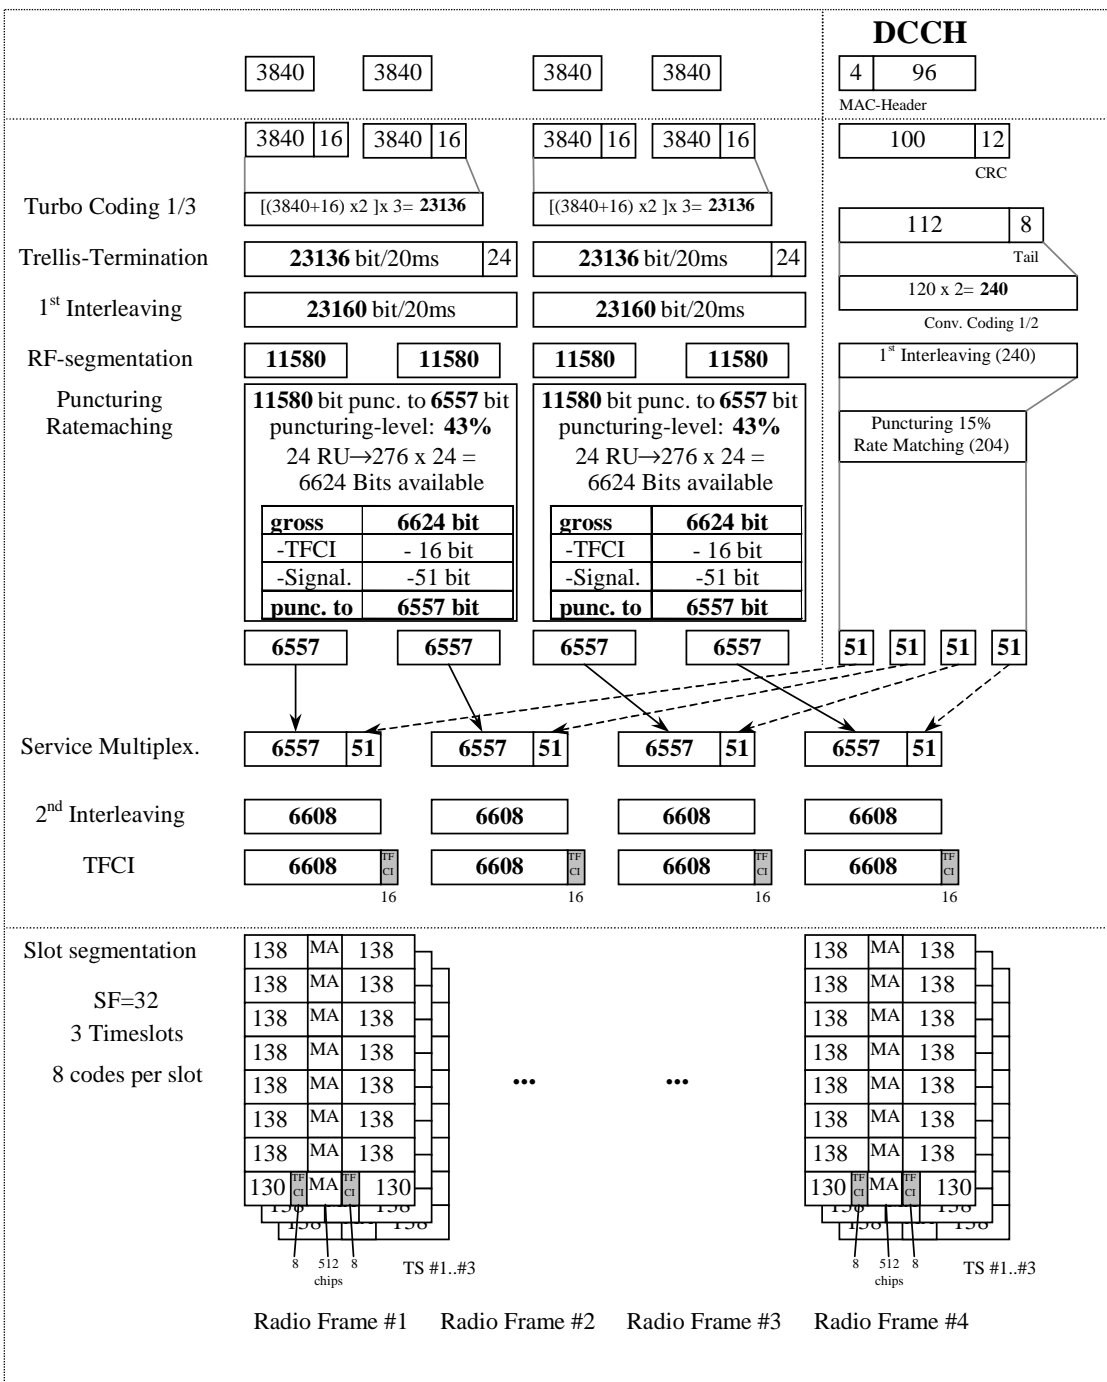 DCCH
3840 3840 3840 3840 4 96
MAC-Header
3840 16 3840 16 3840 16 3840 16 100 12
CRC
Turbo Coding 1/3 [(3840+16) x2 ]x 3= 23136 [(3840+16) x2 ]x 3= 23136
112 8
Tail
Trellis-Termination 23136 bit/20ms 24 23136 bit/20ms 24
120 x 2= 240
Conv. Coding 1/2
1st Interleaving 23160 bit/20ms 23160 bit/20ms
RF-segmentation 11580 11580 11580 11580 1st Interleaving (240)
Puncturing
Ratemaching
11580 bit punc. to 6557 bit
puncturing-level: 43%
24 RU→276 x 24 =
6624 Bits available
gross 6624 bit
-TFCI - 16 bit
-Signal. -51 bit
punc. to 6557 bit
11580 bit punc. to 6557 bit
puncturing-level: 43%
24 RU→276 x 24 =
6624 Bits available
gross 6624 bit
-TFCI - 16 bit
-Signal. -51 bit
punc. to 6557 bit
Puncturing 15%
Rate Matching (204)
6557 6557 6557 6557 51 51 51 51
Service Multiplex. 6557 51 6557 51 6557 51 6557 51
2nd Interleaving 6608 6608 6608 6608
TFCI 6608 TF CI 6608 TF CI 6608 TF CI 6608 TF CI
16 16 16 16
Slot segmentation
SF=32
3 Timeslots
8 codes per slot
138 MA 138
138 MA 138
138 MA 138
138 MA 138
138 MA 138
138 MA 138
138 MA 138
130 TF CI MA TF CI 130
138 138
138 138
8 512 8
chips
TS #1..#3
... ...
138 MA 138
138 MA 138
138 MA 138
138 MA 138
138 MA 138
138 MA 138
138 MA 138
130 TF CI MA TF CI 130
138 138
138 138
8 512 8
chips
TS #1..#3
Radio Frame #1 Radio Frame #2 Radio Frame #3 Radio Frame #4